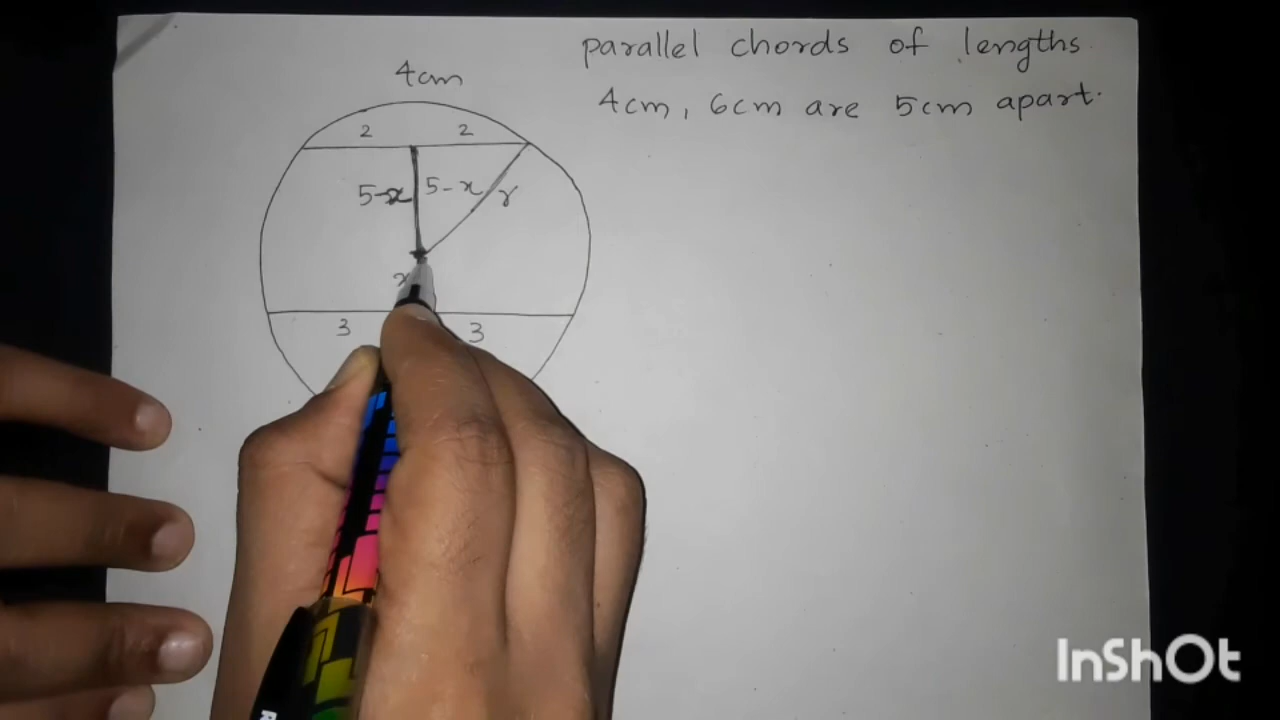 parallel chords of lengths
4cm, 6cm are 5cm apart.
4cm
2 2
5-x 5-x r
x
3 3
InShOt